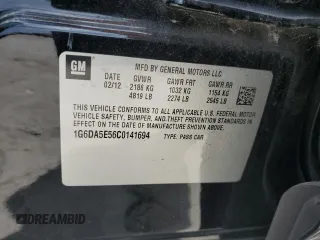 GM
MFD BY GENERAL MOTORS LLC
DATE GVWR GAWR FRT GAWR RR
02/12 2186 KG 1032 KG 1154 KG
4819 LB 2274 LB 2545 LB
THIS VEHICLE CONFORMS TO ALL APPLICABLE U.S. FEDERAL
MOTOR VEHICLE SAFETY, BUMPER, AND THEFT PREVENTION
STANDARDS IN EFFECT ON THE DATE OF MANUFACTURE SHOWN ABOVE.
1G6DA5E56C0141694 TYPE: PASS CAR
DREAMBID